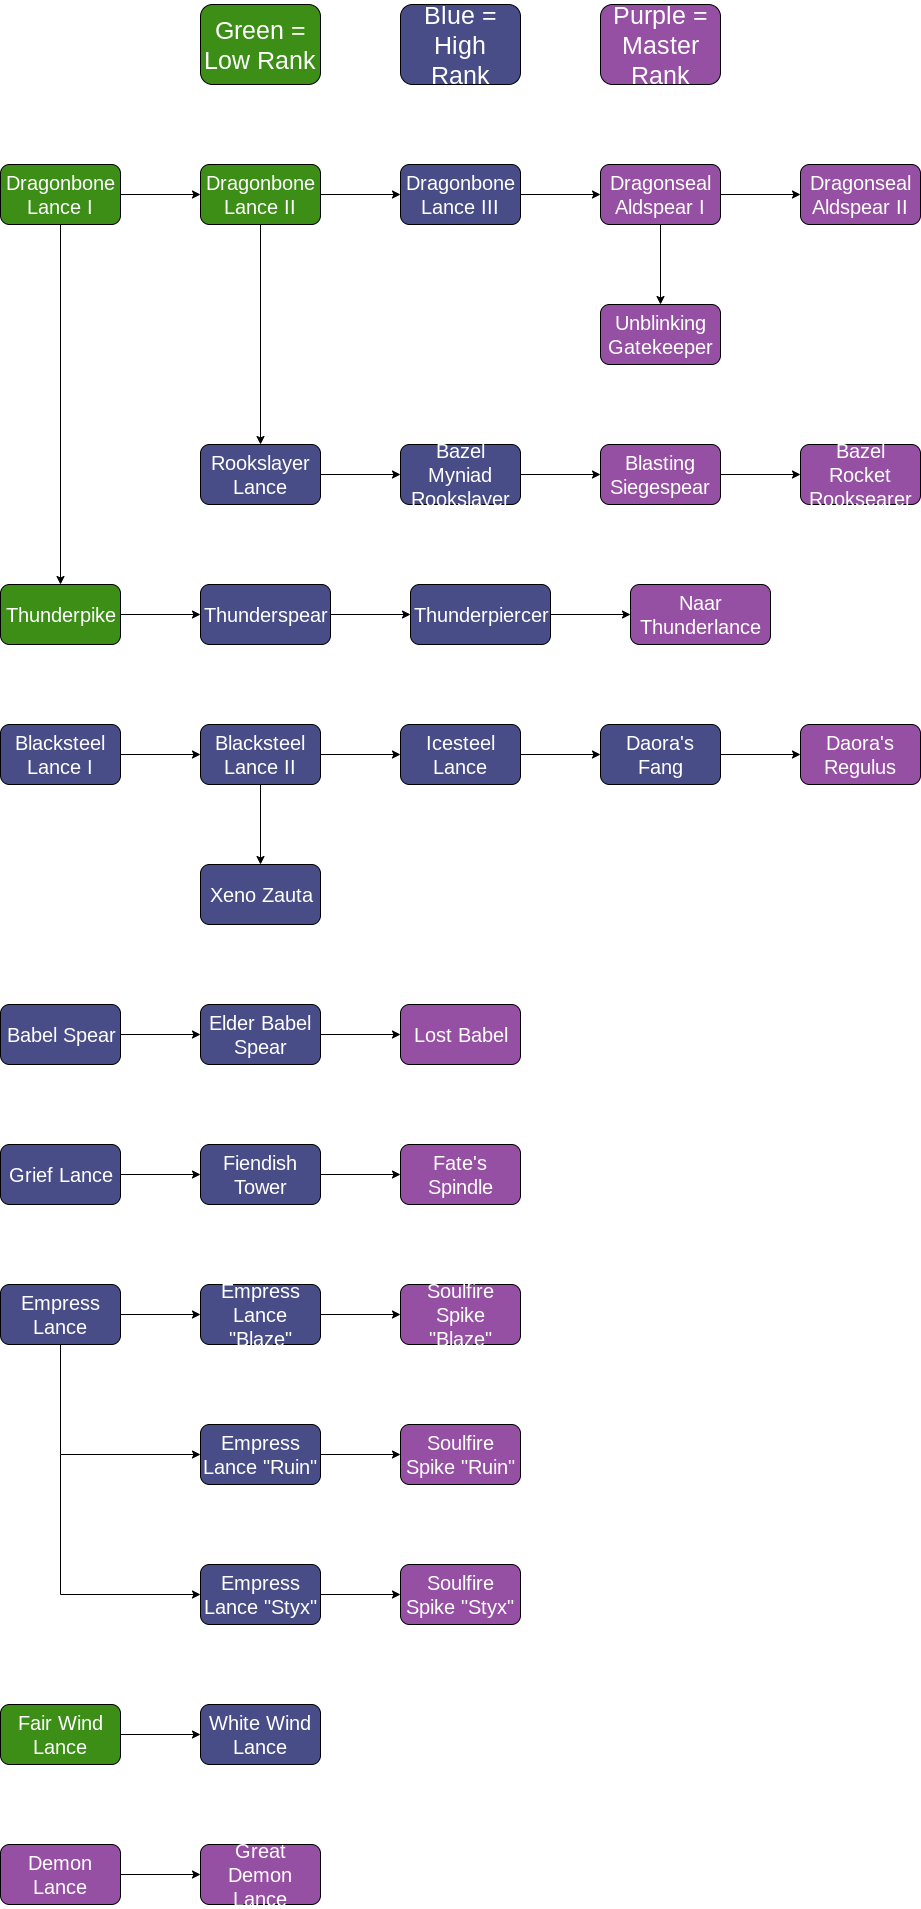 Green =
Low Rank
Blue =
High
Rank
Purple =
Master
Rank
Dragonbone
Lance I
Dragonbone
Lance II
Dragonbone
Lance III
Dragonseal
Aldspear I
Dragonseal
Aldspear II
Unblinking
Gatekeeper
Rookslayer
Lance
Bazel
Myniad
Rookslayer
Blasting
Siegespear
Bazel
Rocket
Rooksearer
Thunderpike
Thunderspear
Thunderpiercer
Naar
Thunderlance
Blacksteel
Lance I
Blacksteel
Lance II
Icesteel
Lance
Daora's
Fang
Daora's
Regulus
Xeno Zauta
Babel Spear
Elder Babel
Spear
Lost Babel
Grief Lance
Fiendish
Tower
Fate's
Spindle
Empress
Lance
Empress
Lance
"Blaze"
Soulfire
Spike
"Blaze"
Empress
Lance "Ruin"
Soulfire
Spike "Ruin"
Empress
Lance "Styx"
Soulfire
Spike "Styx"
Fair Wind
Lance
White Wind
Lance
Demon
Lance
Great
Demon
Lance